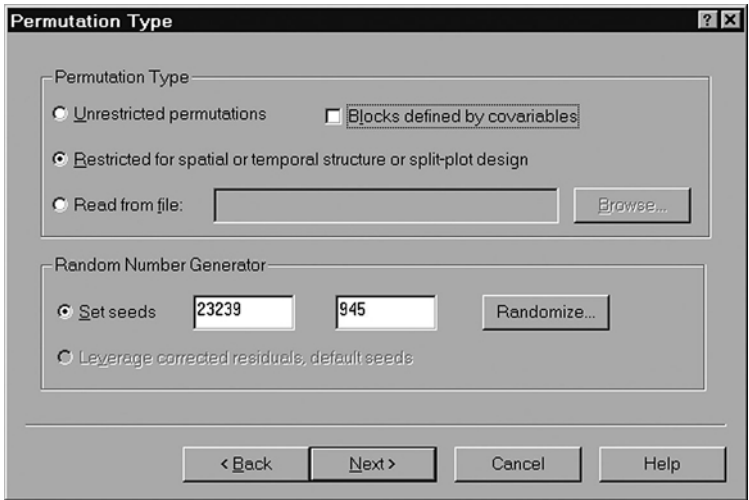 Permutation Type
Permutation Type
Unrestricted permutations
Blocks defined by covariables
Restricted for spatial or temporal structure or split-plot design
Read from file:
Browse...
Random Number Generator
Set seeds
23239
945
Randomize...
Leverage corrected residuals, default seeds
< Back
Next >
Cancel
Help